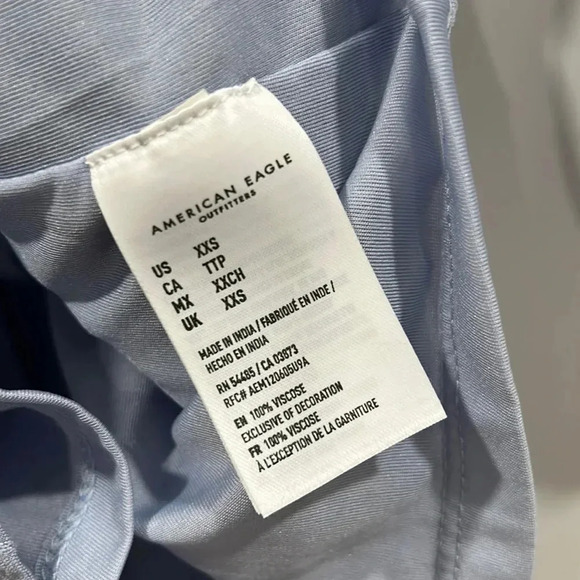 AMERICAN EAGLE
OUTFITTERS
US XXS
CA TTP
MX XXCH
UK XXS
MADE IN INDIA / FABRIQUÉ EN INDE /
HECHO EN INDIA
RN 54485 / CA 03873
RFC# AEM120605U9A
EN 100% VISCOSE
EXCLUSIVE OF DECORATION
FR 100% VISCOSE
À L'EXCEPTION DE LA GARNITURE